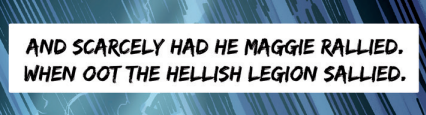 AND SCARCELY HAD HE MAGGIE RALLIED.
WHEN OOT THE HELLISH LEGION SALLIED.